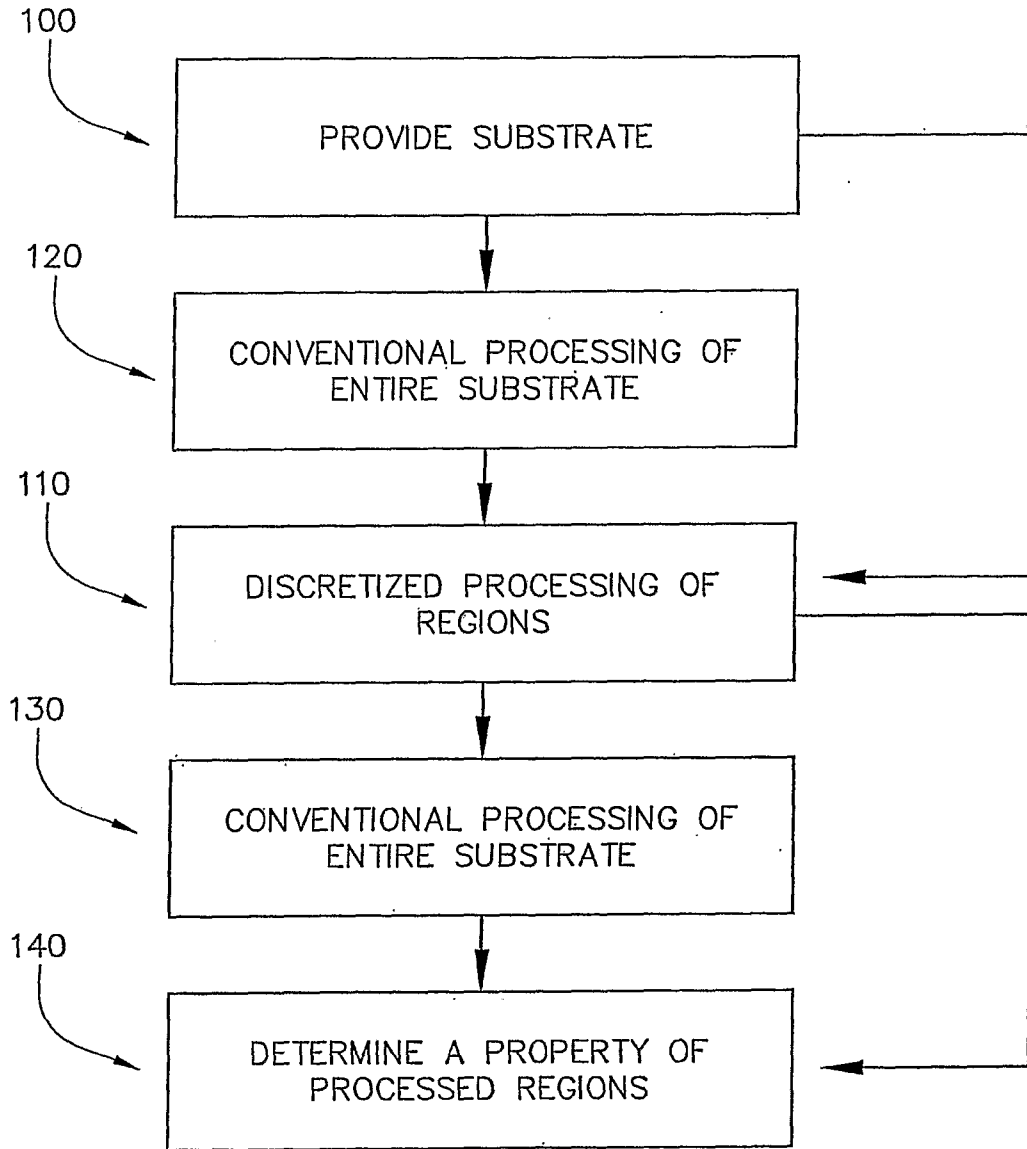 100
PROVIDE SUBSTRATE
120
CONVENTIONAL PROCESSING OF
ENTIRE SUBSTRATE
110
DISCRETIZED PROCESSING OF
REGIONS
130
CONVENTIONAL PROCESSING OF
ENTIRE SUBSTRATE
140
DETERMINE A PROPERTY OF
PROCESSED REGIONS